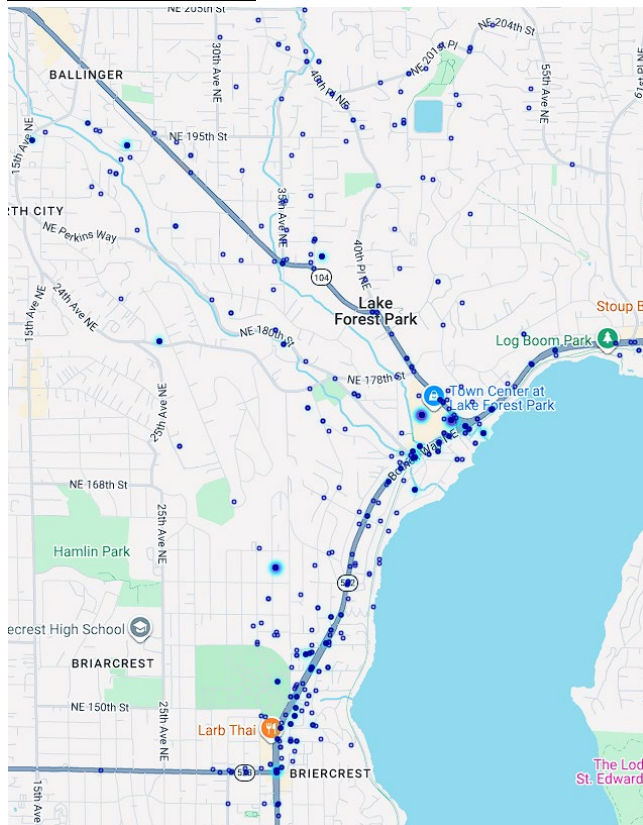 NE 205th St
NE 204th St
30th Ave NE
40th Pl NE
NE 201st Pl
55th Ave NE
61st Pl NE
BALLINGER
15th Ave NE
NE 195th St
35th Ave NE
RTH CITY
NE Perkins Way
40th Pl NE
104
24th Ave NE
15th Ave NE
Lake
Forest Park
Stoup B
NE 180th St
Log Boom Park
NE 178th St
Town Center at
Lake Forest Park
25th Ave NE
NE 168th St
25th Ave NE
Hamlin Park
ecrest High School
BRIARCREST
NE 150th St
25th Ave NE
Larb Thai
BRIERCREST
15th Ave NE
The Lod
St. Edward